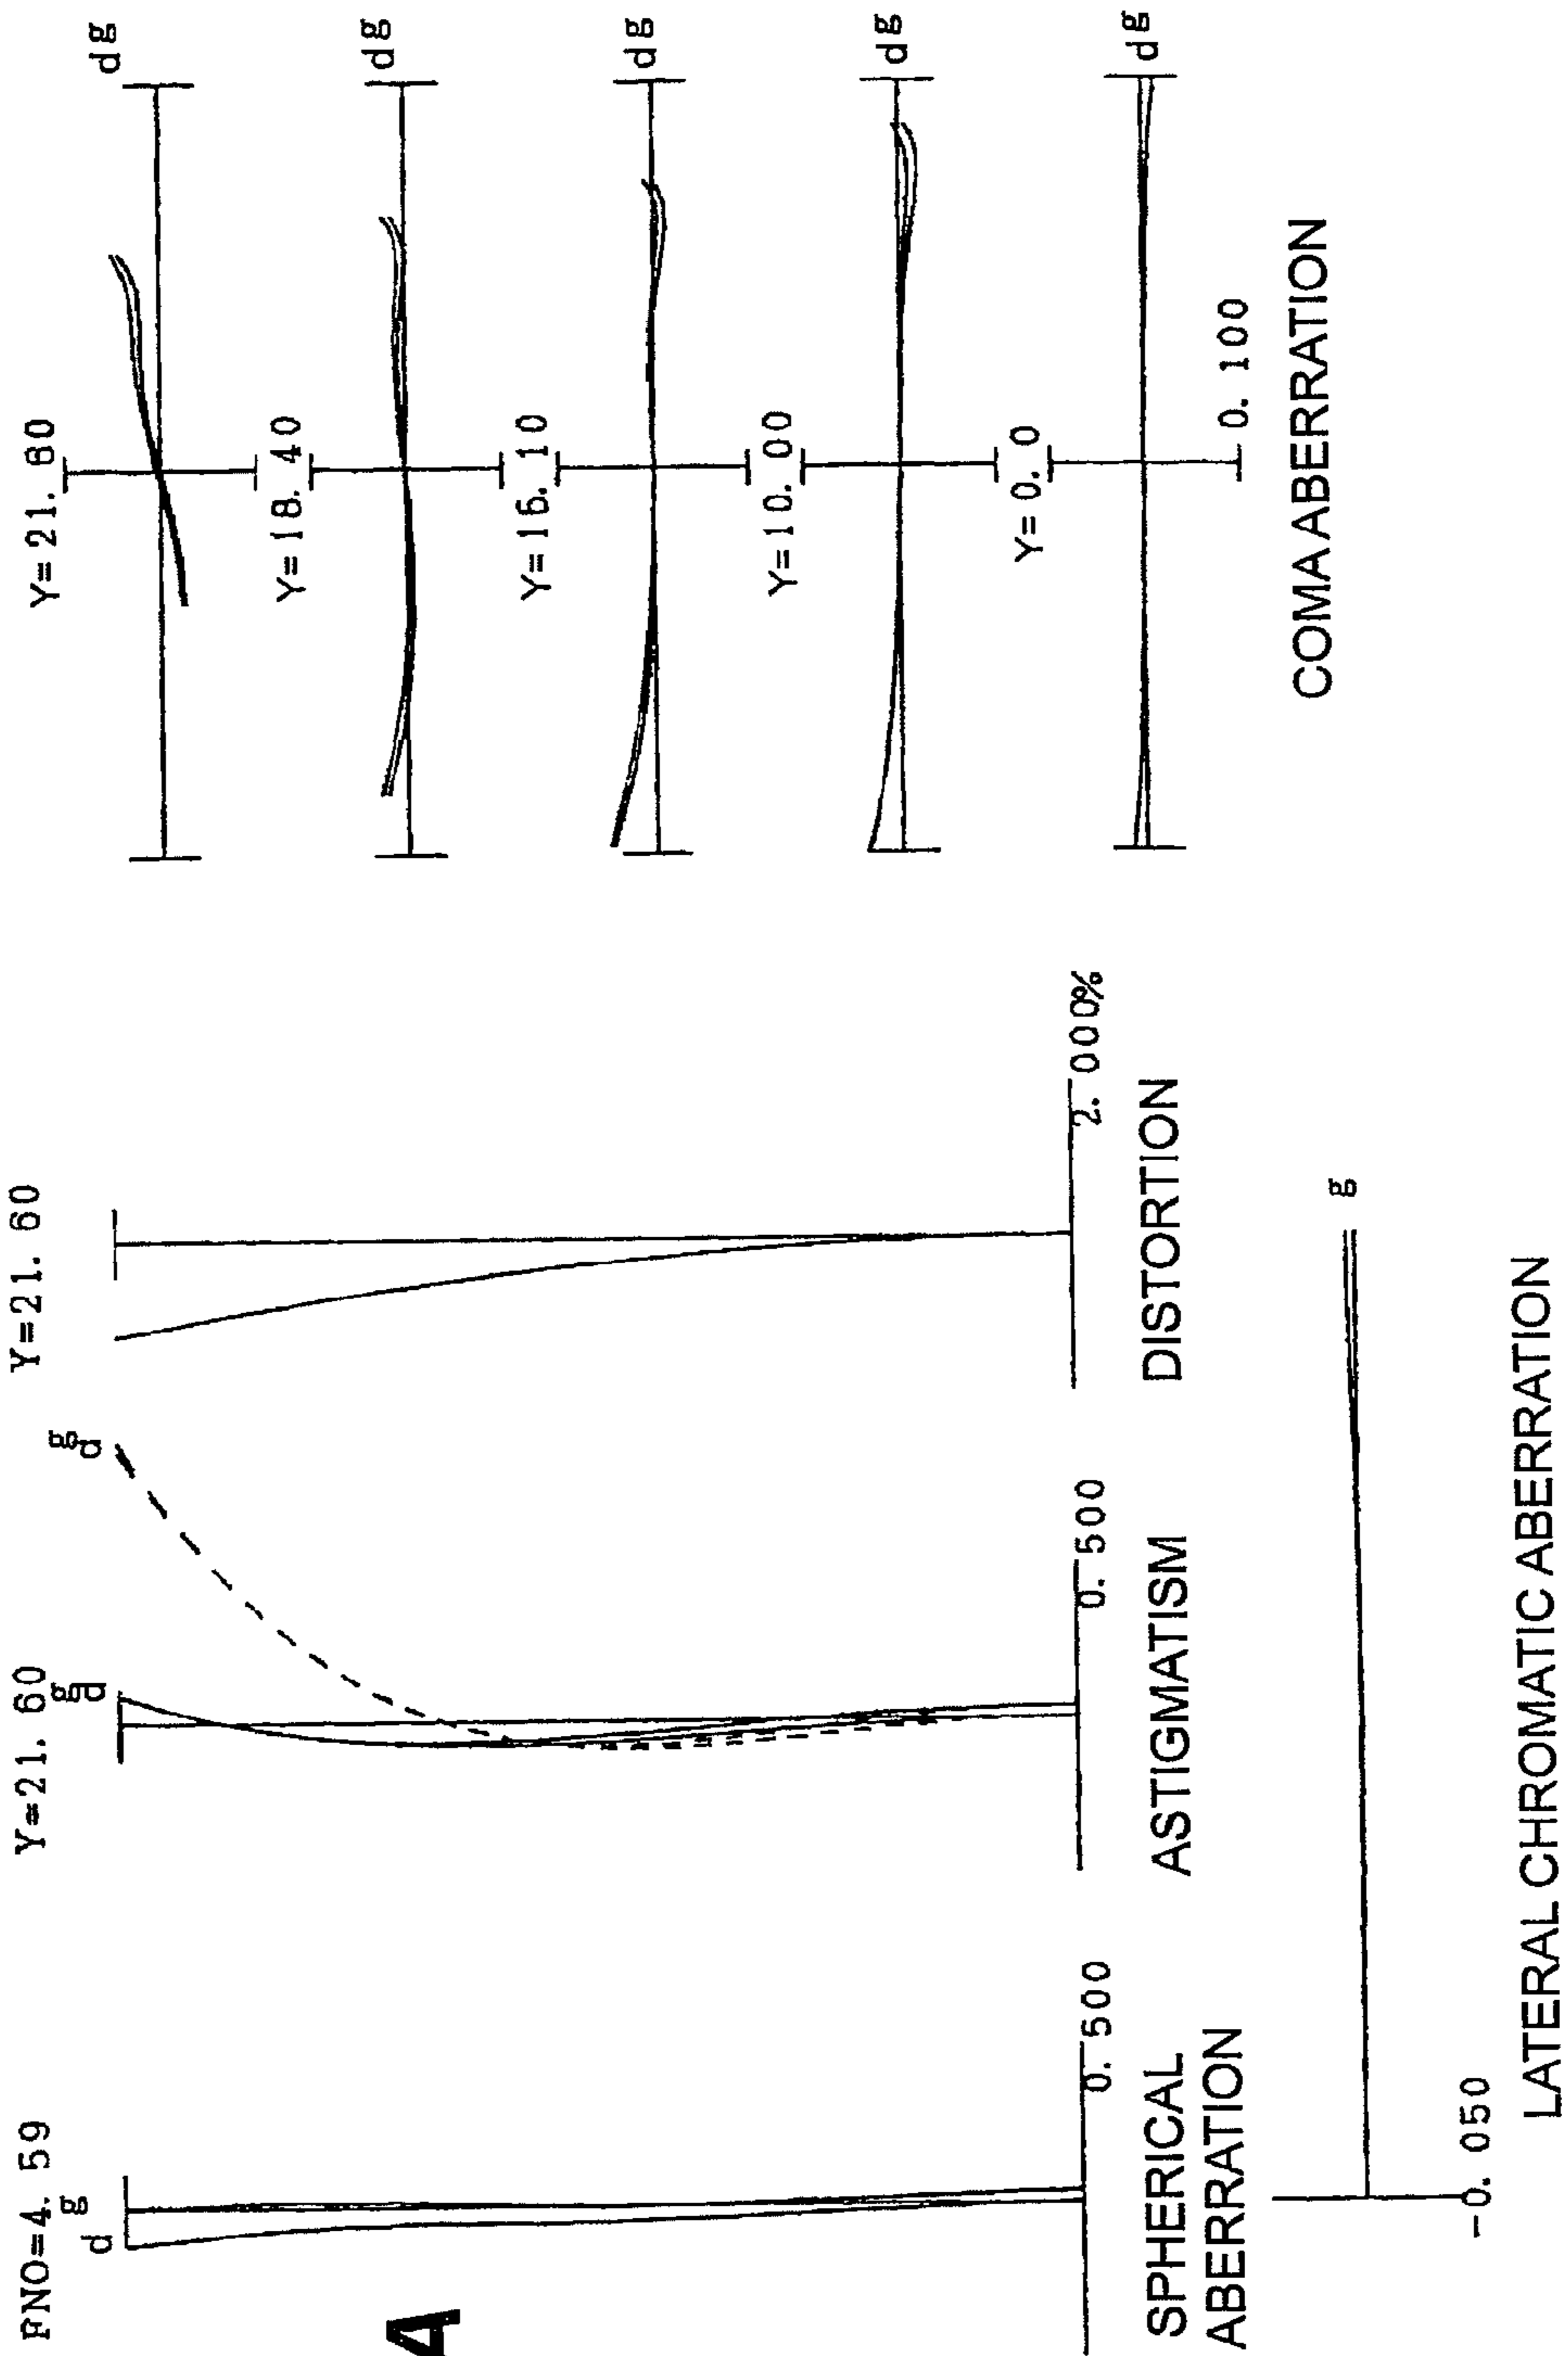 A
FNO=4. 59
d g
0. 500
SPHERICAL
ABERRATION
Y=21. 60
g
d
g
d
0. 500
ASTIGMATISM
Y=21. 60
2. 000%
DISTORTION
Y=21. 60
dg
Y=18. 40
dg
Y=15. 10
dg
Y=10. 00
dg
Y=0. 0
dg
0. 100
COMA ABERRATION
g
-0. 050
LATERAL CHROMATIC ABERRATION